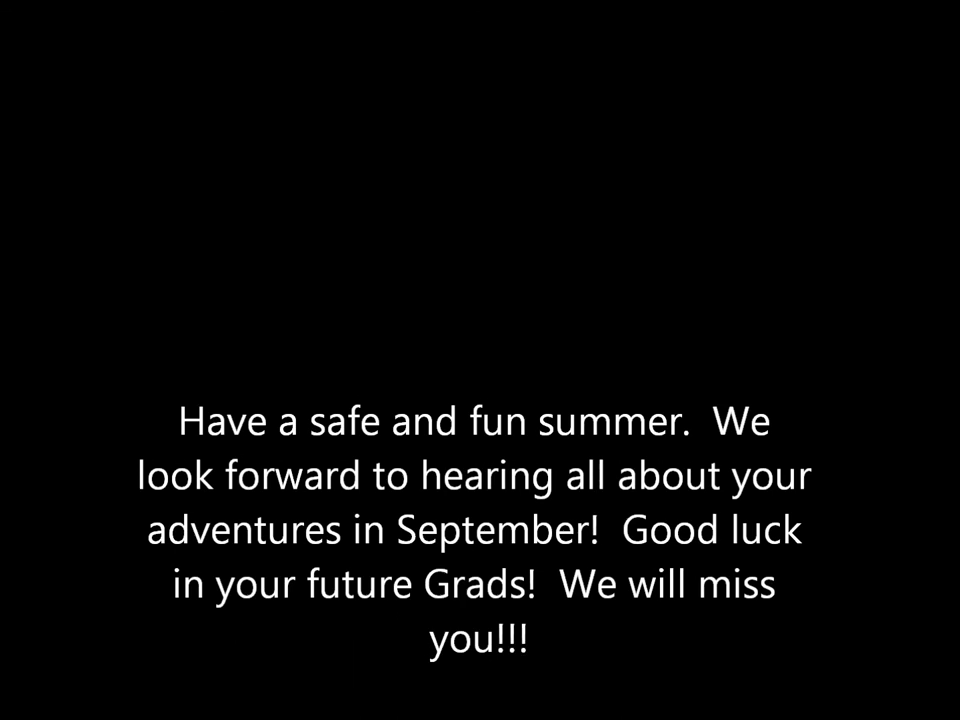 Have a safe and fun summer.  We
look forward to hearing all about your
adventures in September!  Good luck
in your future Grads!  We will miss
you!!!